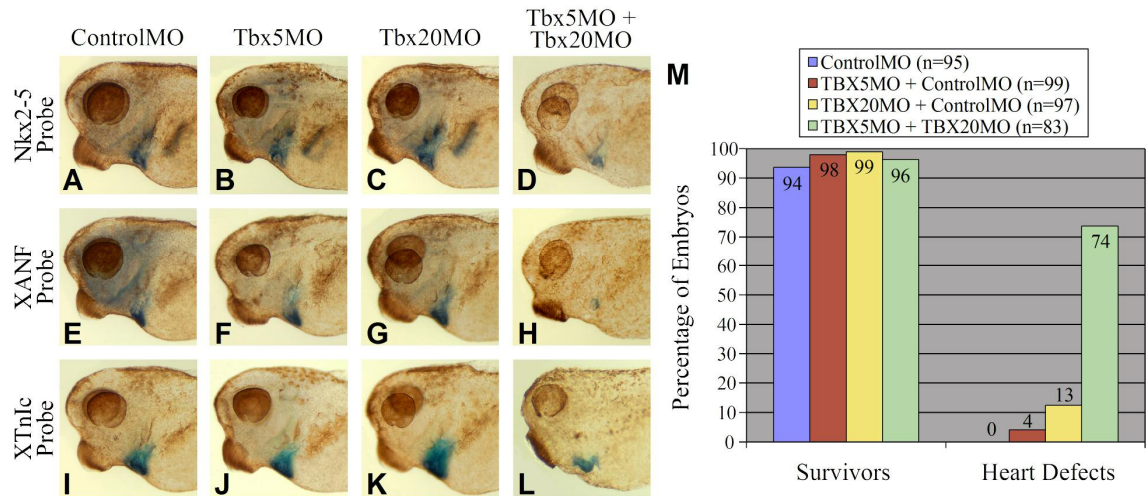 ControlMO
Tbx5MO
Tbx20MO
Tbx5MO +
Tbx20MO
Nkx2-5
Probe
A
B
C
D
XANF
Probe
E
F
G
H
XTnIc
Probe
I
J
K
L
M
ControlMO (n=95)
TBX5MO + ControlMO (n=99)
TBX20MO + ControlMO (n=97)
TBX5MO + TBX20MO (n=83)
Percentage of Embryos
100
90
80
70
60
50
40
30
20
10
0
94
98
99
96
0
4
13
74
Survivors
Heart Defects